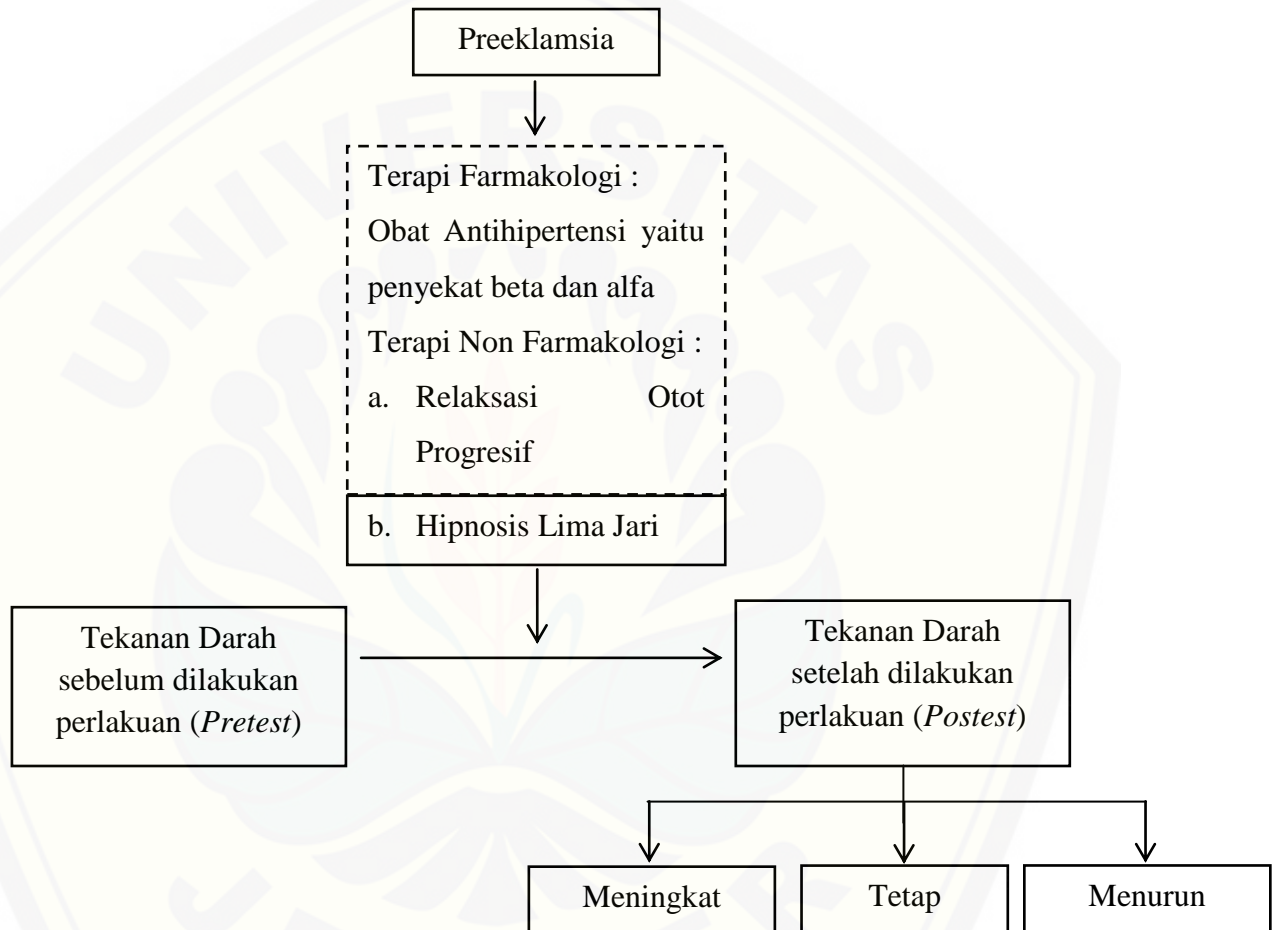 Preeklamsia
Terapi Farmakologi :
Obat Antihipertensi yaitu
penyekat beta dan alfa
Terapi Non Farmakologi :
a. Relaksasi Otot
Progresif
b. Hipnosis Lima Jari
Tekanan Darah
sebelum dilakukan
perlakuan (Pretest)
Tekanan Darah
setelah dilakukan
perlakuan (Postest)
Meningkat
Tetap
Menurun
UNIVERSITAS